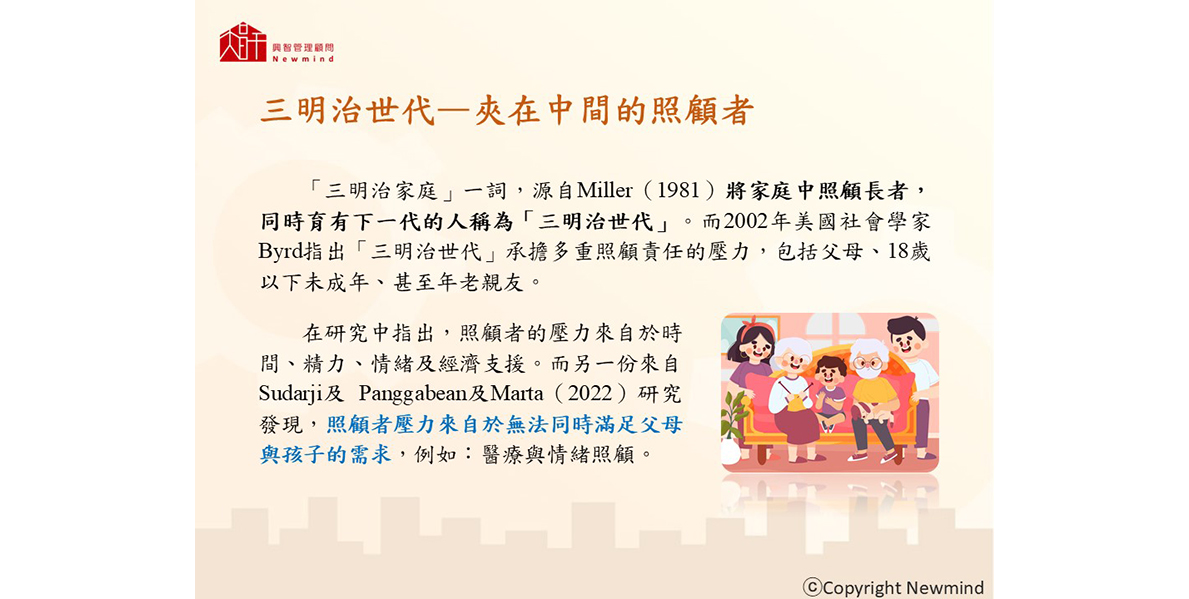 興智管理顧問
Newmind
三明治世代—夾在中間的照顧者
「三明治家庭」一詞，源自Miller（1981）將家庭中照顧長者，
同時育有下一代的人稱為「三明治世代」。而2002年美國社會學家
Byrd指出「三明治世代」承擔多重照顧責任的壓力，包括父母、18歲
以下未成年、甚至年老親友。
在研究中指出，照顧者的壓力來自於時
間、精力、情緒及經濟支援。而另一份來自
Sudarji及 Panggabean及Marta（2022）研究
發現，照顧者壓力來自於無法同時滿足父母
與孩子的需求，例如：醫療與情緒照顧。
ⓒCopyright Newmind